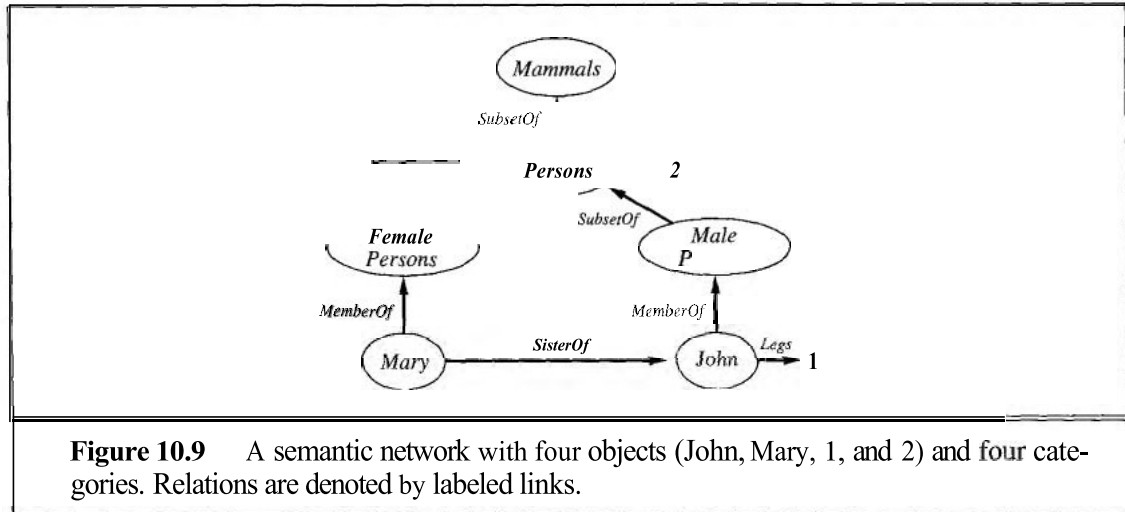 Mammals
SubsetOf
Persons 2
SubsetOf
Female
Persons
Male
P
MemberOf
MemberOf
SisterOf
Mary
John
Legs
1
Figure 10.9 A semantic network with four objects (John, Mary, 1, and 2) and four cate-
gories. Relations are denoted by labeled links.